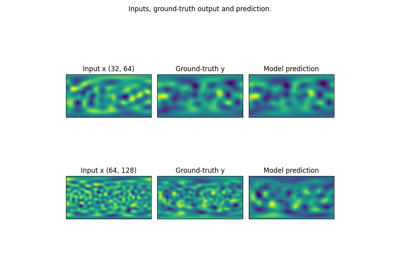 Inputs, ground-truth output and prediction.
Input x (32, 64) Ground-truth y Model prediction
Input x (64, 128) Ground-truth y Model prediction